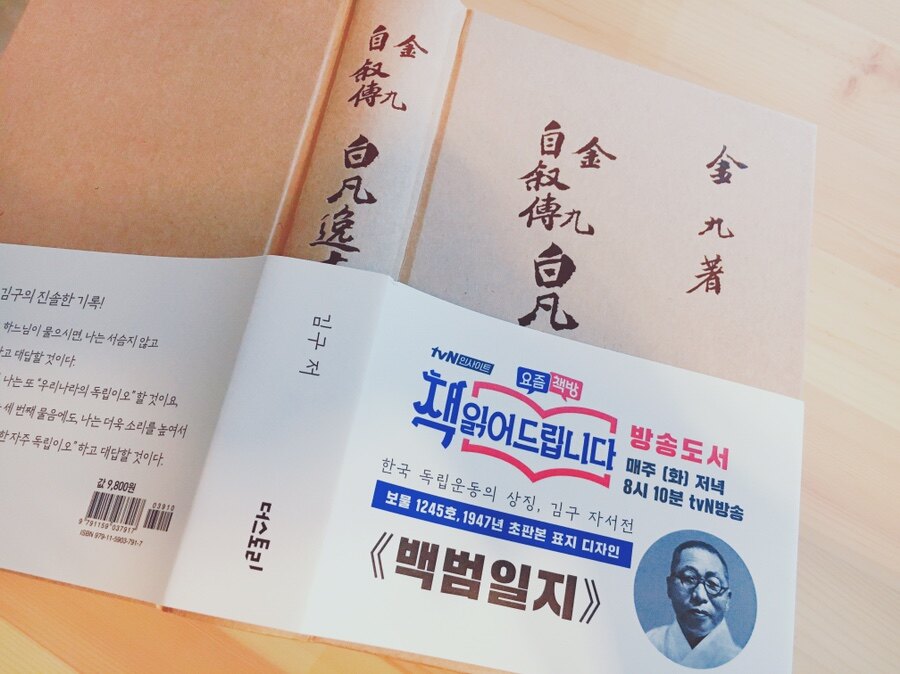 金九
自叙傳
白凡逸
김구 저
더스토리
金九著
金九
自叙傳
白凡
tvN 인사이트
요즘 책방
책 읽어드립니다
방송도서
매주 (화) 저녁
8시 10분 tvN방송
한국 독립운동의 상징, 김구 자서전
보물 1245호, 1947년 초판본 표지 디자인
《백범일지》
김구의 진솔한 기록!
하느님이 물으시면, 나는 서슴지 않고
고 대답할 것이다.
나는 또 "우리나라의 독립이오"할 것이요,
세 번째 물음에도, 나는 더욱 소리를 높여서
한 자주 독립이오"하고 대답할 것이다.
값 9,800원
03910
9 791159 037917
ISBN 979-11-5903-791-7